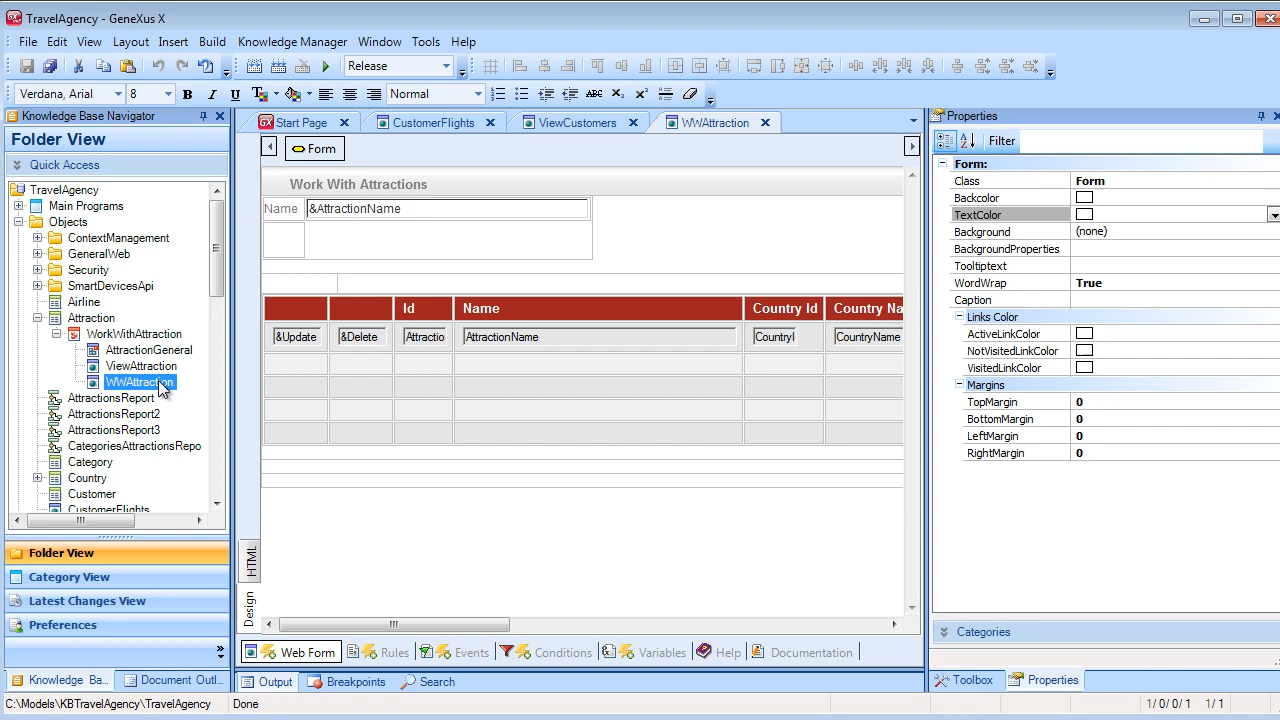 TravelAgency - GeneXus X
File Edit View Layout Insert Build Knowledge Manager Window Tools Help
Release
Verdana, Arial 8 B I U Normal ABC
Knowledge Base Navigator
Start Page CustomerFlights ViewCustomers WWAttraction
Properties
Folder View
Form
Filter
Quick Access
TravelAgency
Main Programs
Objects
ContextManagement
GeneralWeb
Security
SmartDevicesApi
Airline
Attraction
WorkWithAttraction
AttractionGeneral
ViewAttraction
WWAttraction
AttractionsReport
AttractionsReport2
AttractionsReport3
CategoriesAttractionsRepo
Category
Country
Customer
CustomerFlights
Folder View
Category View
Latest Changes View
Preferences
Knowledge Ba...
Document Outl...
Work With Attractions
Name &AttractionName
Id Name Country Id Country Na
&Update &Delete Attractio AttractionName CountryI CountryName
HTML
Design
Web Form Rules Events Conditions Variables Help Documentation
Output Breakpoints Search
Form:
Class Form
Backcolor
TextColor
Background (none)
BackgroundProperties
Tooltiptext
WordWrap True
Caption
Links Color
ActiveLinkColor
NotVisitedLinkColor
VisitedLinkColor
Margins
TopMargin 0
BottomMargin 0
LeftMargin 0
RightMargin 0
Categories
Toolbox Properties
C:\Models\KBTravelAgency\TravelAgency Done 1/ 0/ 0/ 1 1/ 1